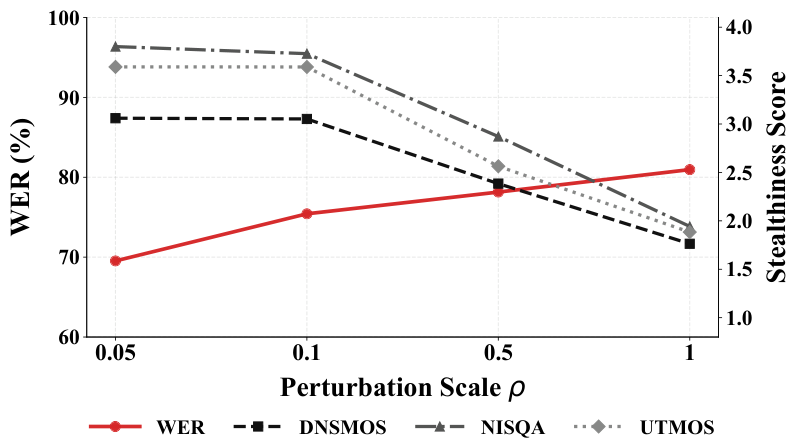 100
90
80
70
60
WER (%)
4.0
3.5
3.0
2.5
2.0
1.5
1.0
Stealthiness Score
0.05 0.1 0.5 1
Perturbation Scale ρ
WER DNSMOS NISQA UTMOS